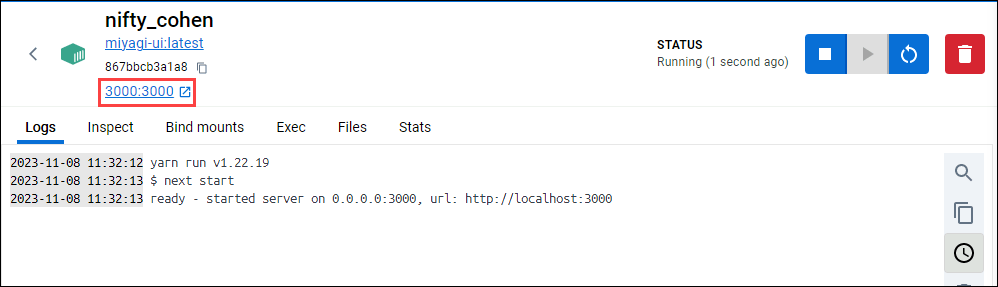 nifty_cohen
miyagi-ui:latest
867bbcb3a1a8
3000:3000
STATUS
Running (1 second ago)
Logs Inspect Bind mounts Exec Files Stats
2023-11-08 11:32:12 yarn run v1.22.19
2023-11-08 11:32:13 $ next start
2023-11-08 11:32:13 ready - started server on 0.0.0.0:3000, url: http://localhost:3000